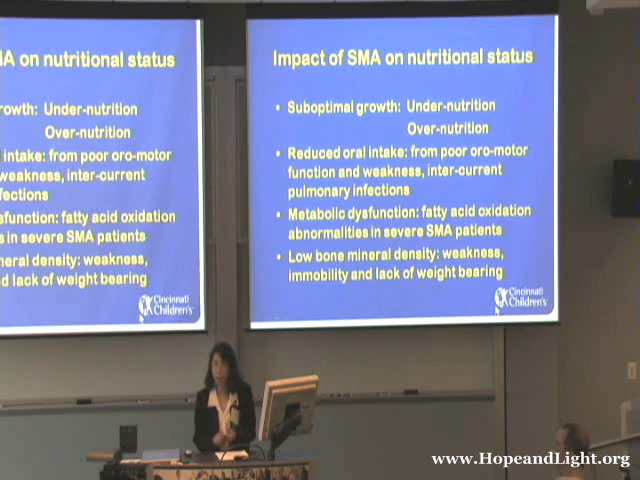 MA on nutritional status
rowth: Under-nutrition
Over-nutrition
intake: from poor oro-motor
weakness, inter-current
fections
sfunction: fatty acid oxidation
s in severe SMA patients
neral density: weakness,
d lack of weight bearing
Cincinnati
Children's
Impact of SMA on nutritional status
• Suboptimal growth: Under-nutrition
Over-nutrition
• Reduced oral intake: from poor oro-motor
function and weakness, inter-current
pulmonary infections
• Metabolic dysfunction: fatty acid oxidation
abnormalities in severe SMA patients
• Low bone mineral density: weakness,
immobility and lack of weight bearing
Cincinnati
Children's
www.HopeandLight.org